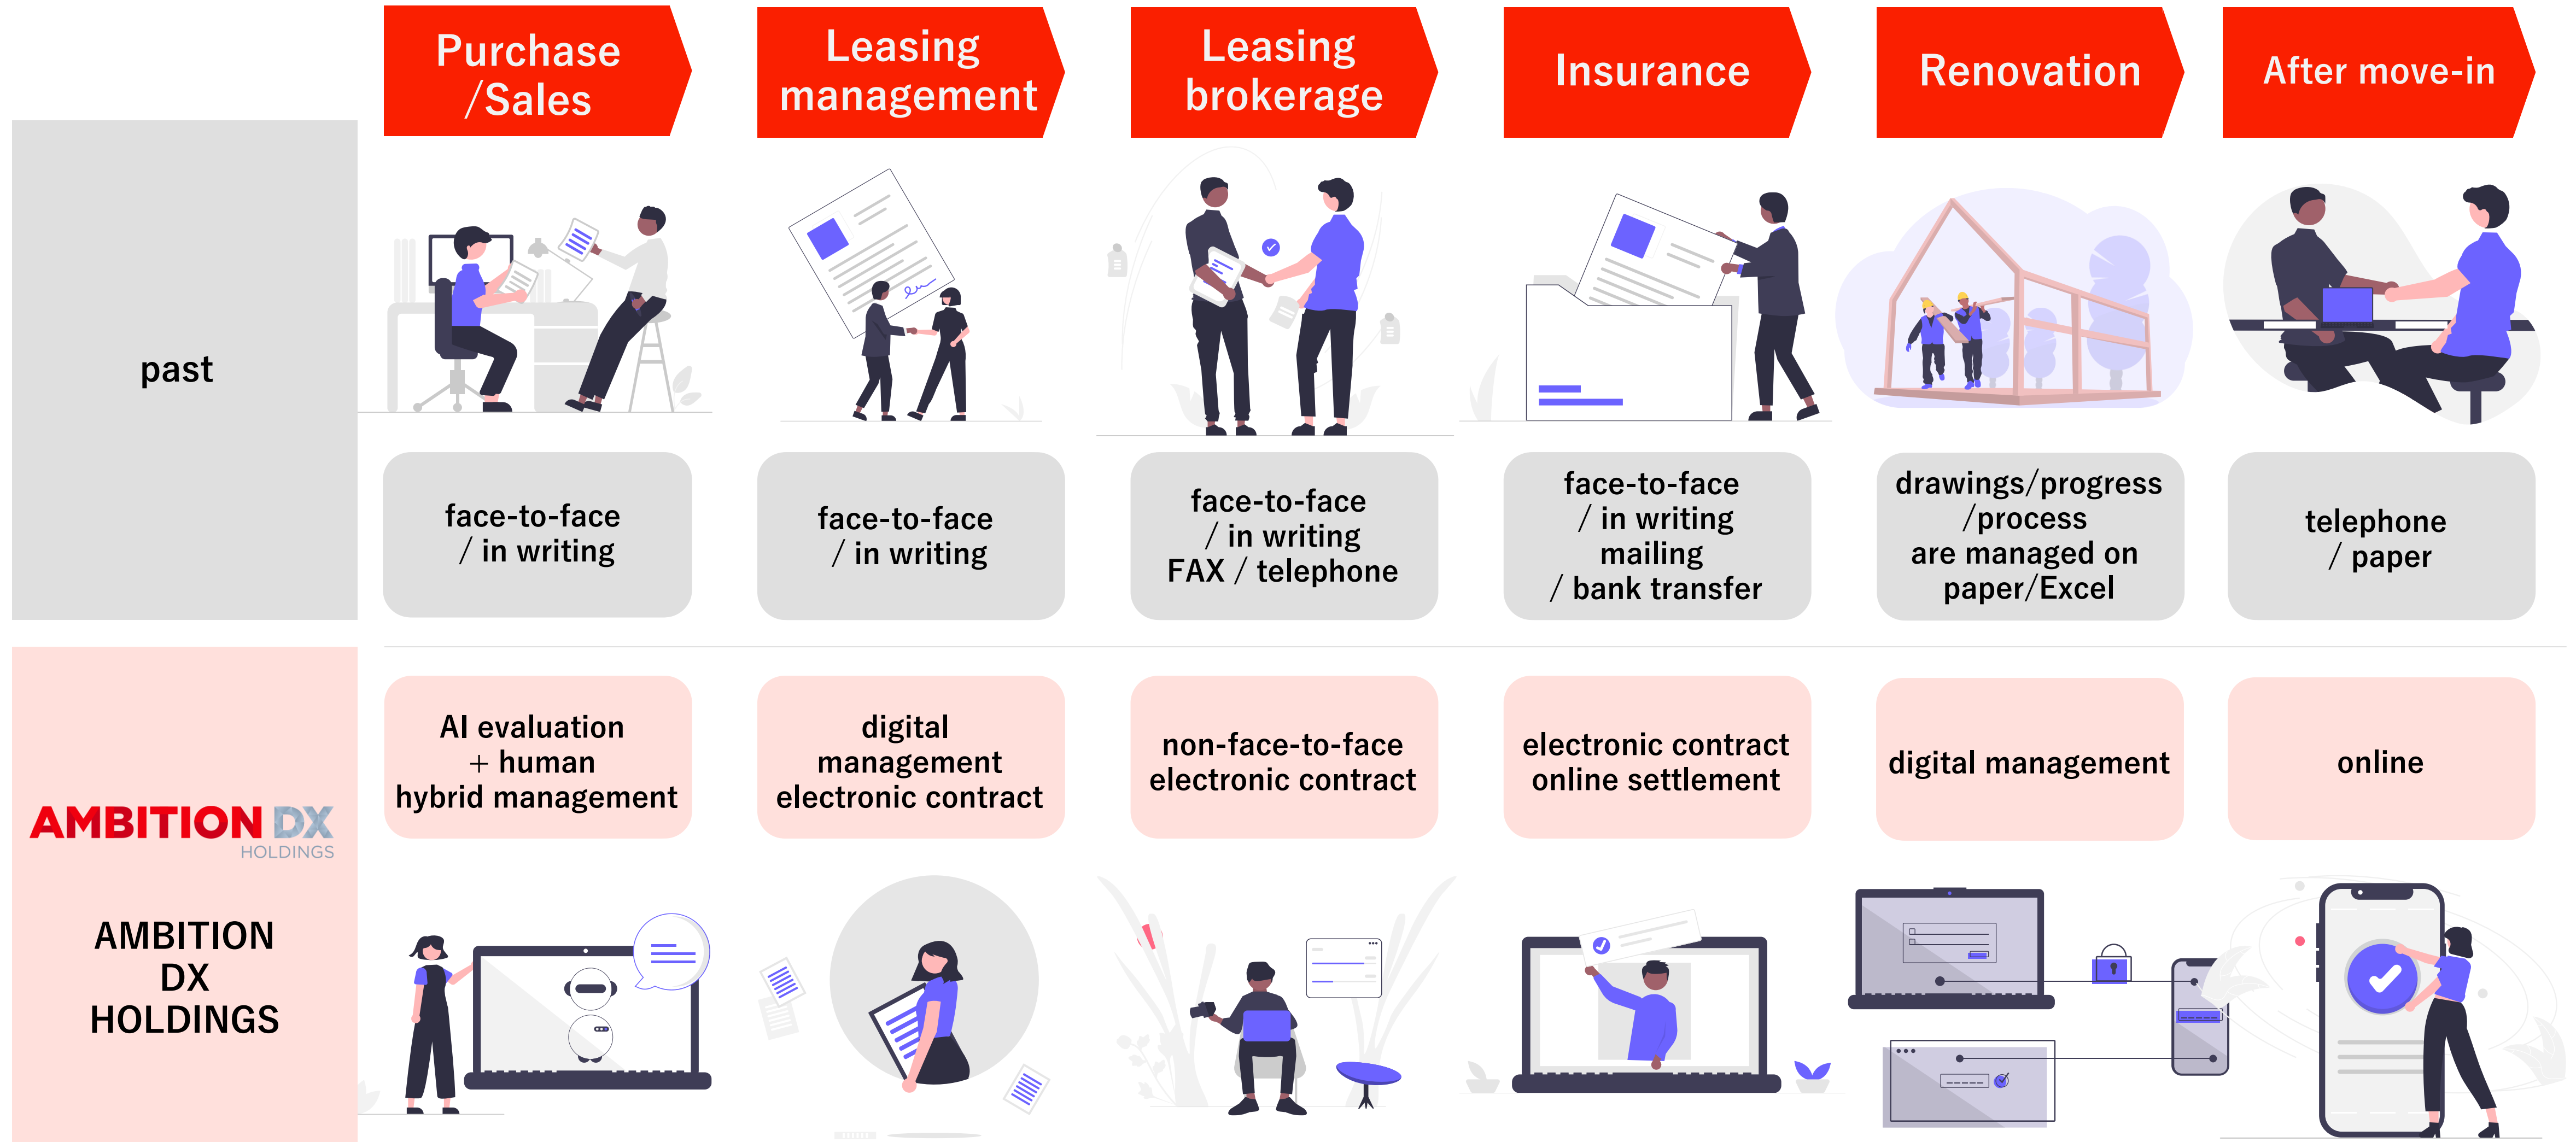 Purchase
/Sales
Leasing
management
Leasing
brokerage
Insurance
Renovation
After move-in
past
face-to-face
/ in writing
face-to-face
/ in writing
face-to-face
/ in writing
FAX / telephone
face-to-face
/ in writing
mailing
/ bank transfer
drawings/progress
/process
are managed on
paper/Excel
telephone
/ paper
AMBITION DX
HOLDINGS
AMBITION
DX
HOLDINGS
AI evaluation
+ human
hybrid management
digital
management
electronic contract
non-face-to-face
electronic contract
electronic contract
online settlement
digital management
online